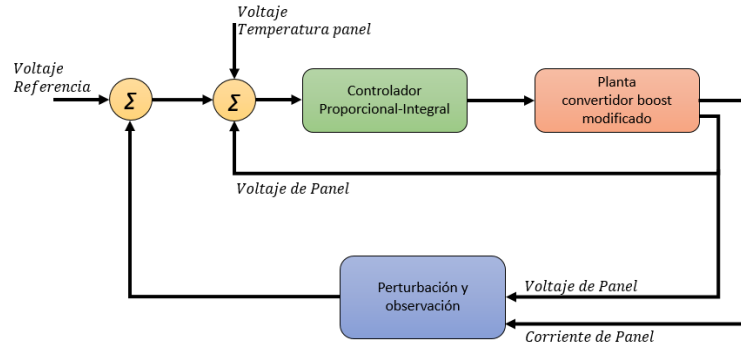 Voltaje
Temperatura panel
Voltaje
Referencia
Σ
Σ
Controlador
Proporcional-Integral
Planta
convertidor boost
modificado
Voltaje de Panel
Perturbación y
observación
Voltaje de Panel
Corriente de Panel